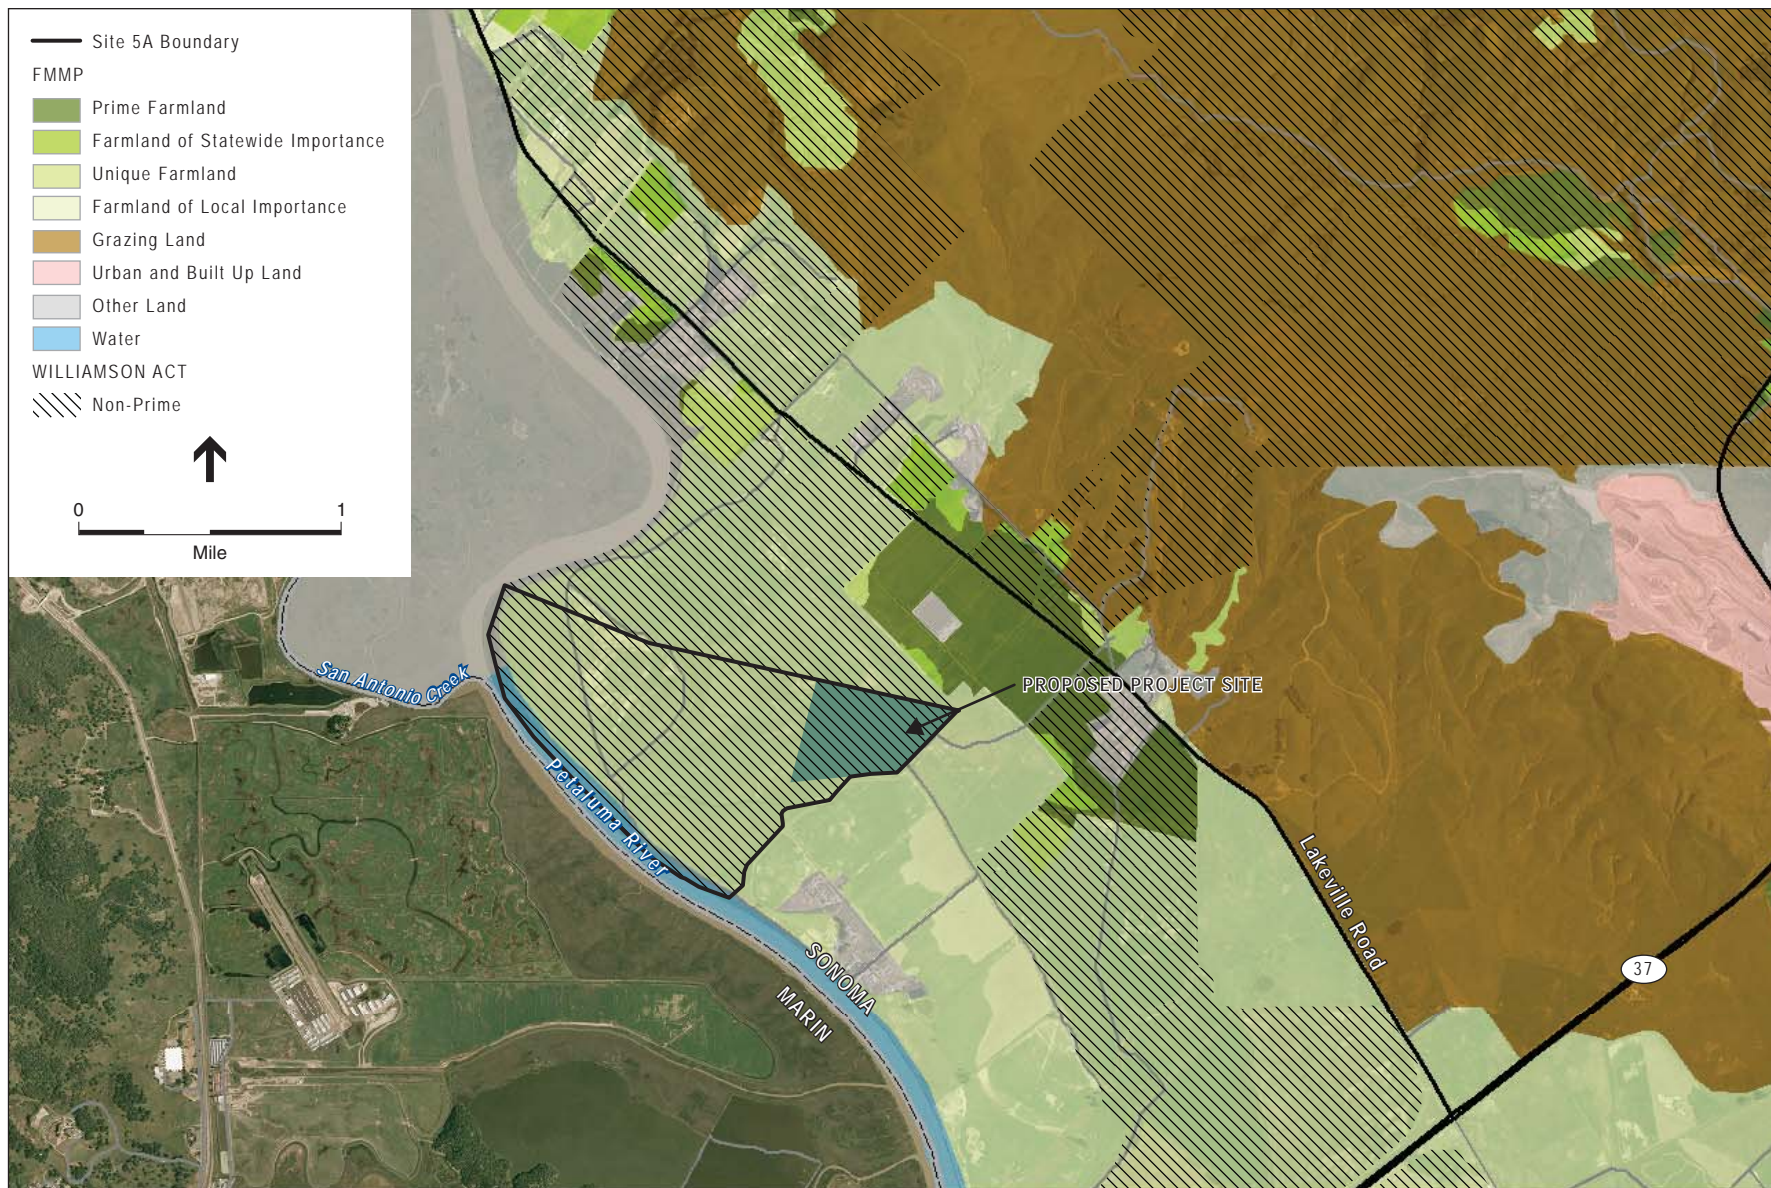 Site 5A Boundary
FMMP
Prime Farmland
Farmland of Statewide Importance
Unique Farmland
Farmland of Local Importance
Grazing Land
Urban and Built Up Land
Other Land
Water
WILLIAMSON ACT
Non-Prime
0 1
Mile
San Antonio Creek
PROPOSED PROJECT SITE
Petaluma River
Lakeville Road
SONOMA
MARIN
37